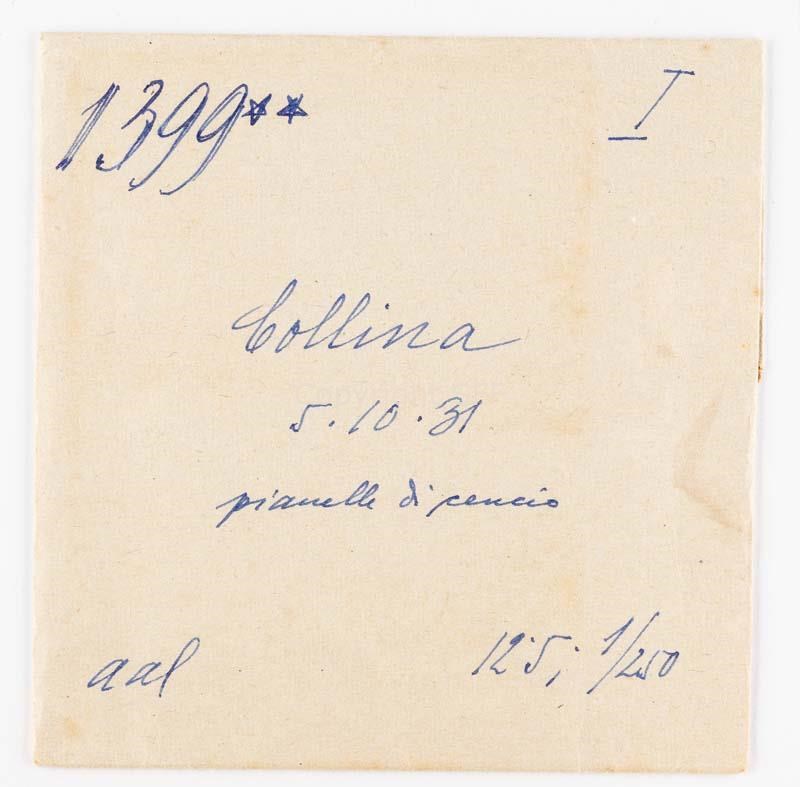 1399** I
Collina
5.10.31
pianelle di cencio
aal 12.5; 1/250